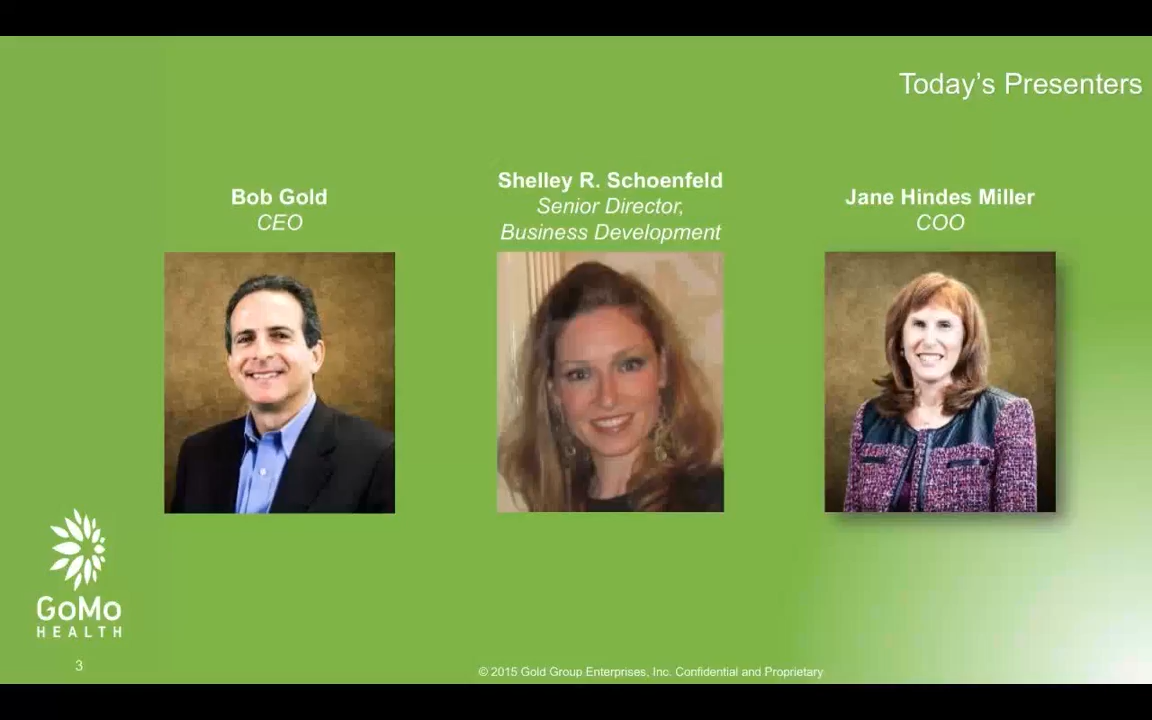 Today's Presenters
Bob Gold
CEO
Shelley R. Schoenfeld
Senior Director,
Business Development
Jane Hindes Miller
COO
GoMo
HEALTH
3
© 2015 Gold Group Enterprises, Inc. Confidential and Proprietary